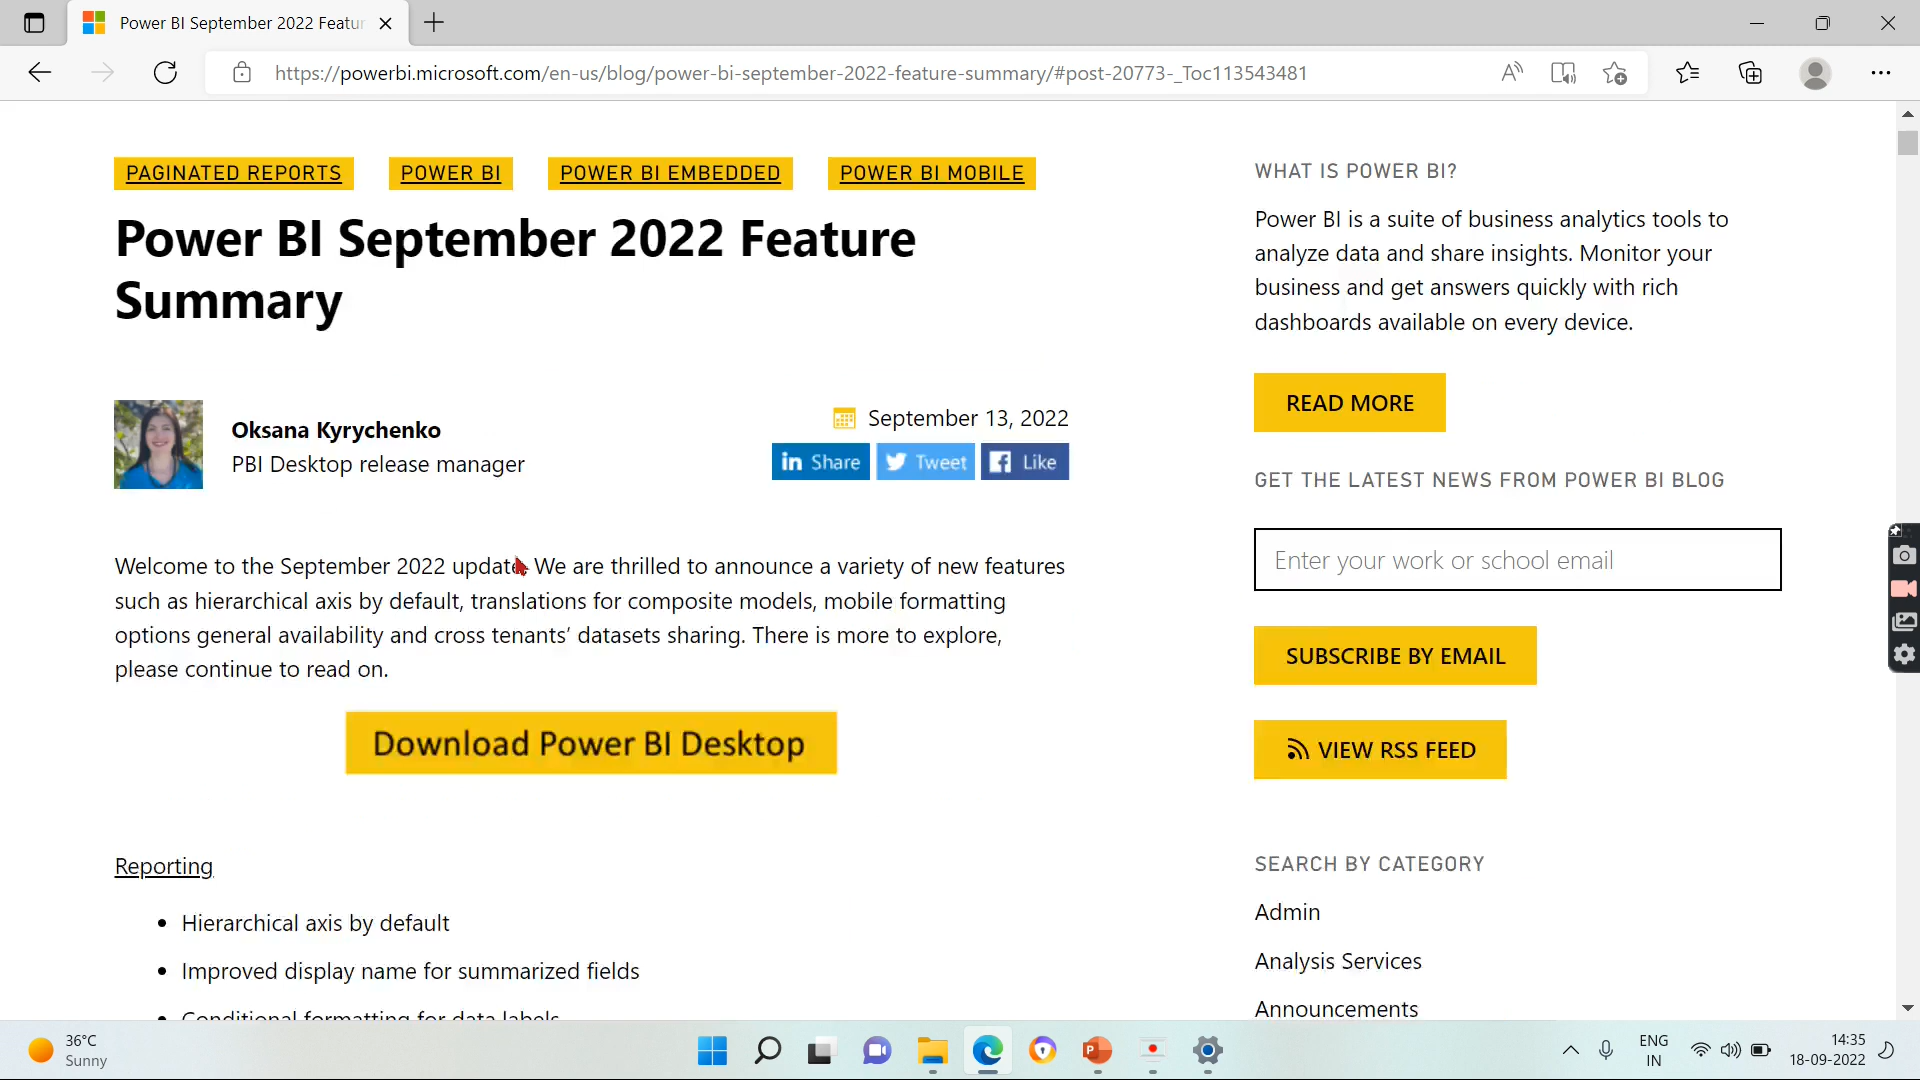 Power BI September 2022 Featur
https://powerbi.microsoft.com/en-us/blog/power-bi-september-2022-feature-summary/#post-20773-_Toc113543481
PAGINATED REPORTS
POWER BI
POWER BI EMBEDDED
POWER BI MOBILE
Power BI September 2022 Feature
Summary
Oksana Kyrychenko
PBI Desktop release manager
September 13, 2022
in Share
Tweet
Like
Welcome to the September 2022 update. We are thrilled to announce a variety of new features
such as hierarchical axis by default, translations for composite models, mobile formatting
options general availability and cross tenants’ datasets sharing. There is more to explore,
please continue to read on.
Download Power BI Desktop
Reporting
• Hierarchical axis by default
• Improved display name for summarized fields
• Conditional formatting for data labels
WHAT IS POWER BI?
Power BI is a suite of business analytics tools to
analyze data and share insights. Monitor your
business and get answers quickly with rich
dashboards available on every device.
READ MORE
GET THE LATEST NEWS FROM POWER BI BLOG
Enter your work or school email
SUBSCRIBE BY EMAIL
VIEW RSS FEED
SEARCH BY CATEGORY
Admin
Analysis Services
Announcements
36°C
Sunny
ENG
IN
14:35
18-09-2022